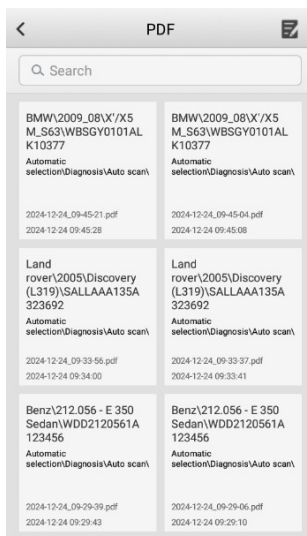 PDF
Search
BMW\2009_08\X'/X5
M_S63\WBSGY0101AL
K10377
Automatic
selection\Diagnosis\Auto scan\
2024-12-24_09-45-21.pdf
2024-12-24 09:45:28
BMW\2009_08\X'/X5
M_S63\WBSGY0101AL
K10377
Automatic
selection\Diagnosis\Auto scan\
2024-12-24_09-45-04.pdf
2024-12-24 09:45:08
Land
rover\2005\Discovery
(L319)\SALLAAA135A
323692
Automatic
selection\Diagnosis\Auto scan\
2024-12-24_09-33-56.pdf
2024-12-24 09:34:00
Land
rover\2005\Discovery
(L319)\SALLAAA135A
323692
Automatic
selection\Diagnosis\Auto scan\
2024-12-24_09-33-37.pdf
2024-12-24 09:33:41
Benz\212.056 - E 350
Sedan\WDD2120561A
123456
Automatic
selection\Diagnosis\Auto scan\
2024-12-24_09-29-39.pdf
2024-12-24 09:29:43
Benz\212.056 - E 350
Sedan\WDD2120561A
123456
Automatic
selection\Diagnosis\Auto scan\
2024-12-24_09-29-06.pdf
2024-12-24 09:29:10